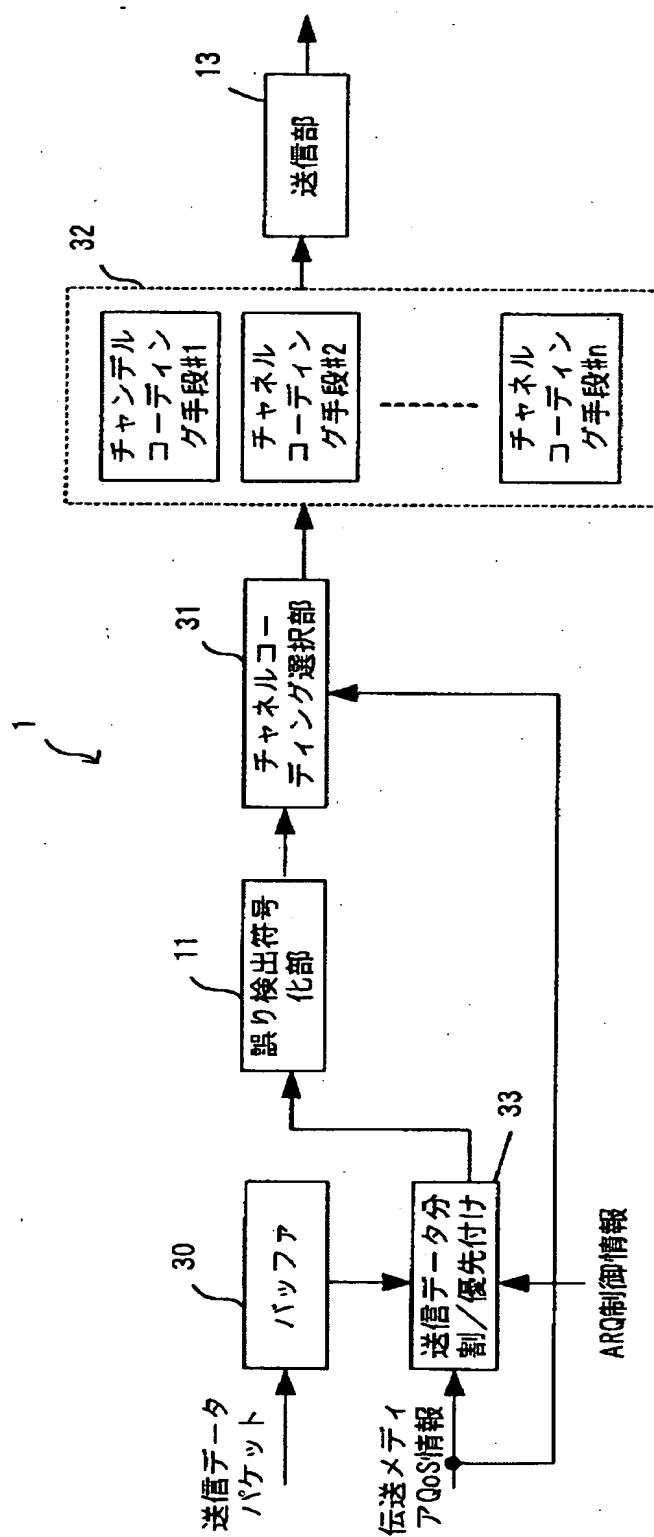 1
送信データ
パケット
30
バッファ
伝送メディ
アQoS情報
送信データ分
割/優先付け
33
ARQ制御情報
11
誤り検出符号
化部
31
チャネルコー
ディング選択部
32
チャンデル
コーディン
グ手段#1
チャネル
コーディン
グ手段#2
チャネル
コーディン
グ手段#n
13
送信部